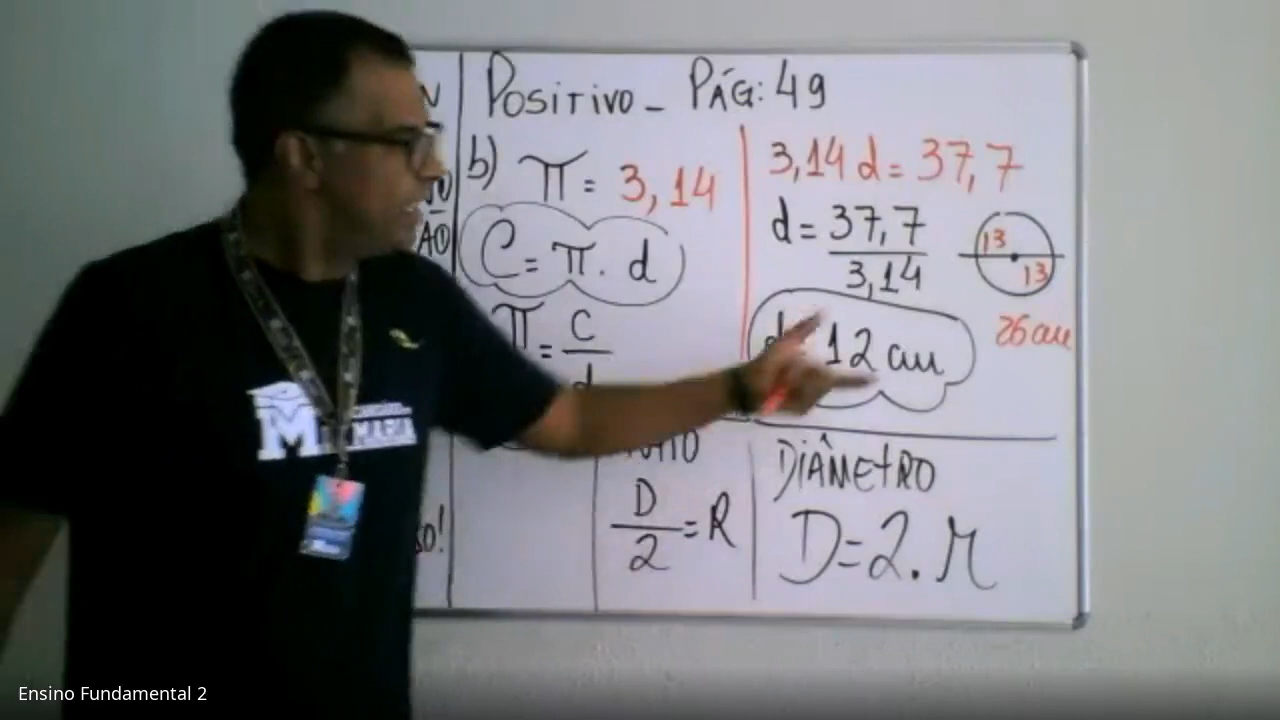 Positivo - Pág: 49
b) π = 3,14
C = π . d
π = C
d
3,14 d = 37,7
d = 37,7
3,14
13
13
26 cm
12 cm
D
2 = R
Diâmetro
D = 2 . r
Ensino Fundamental 2